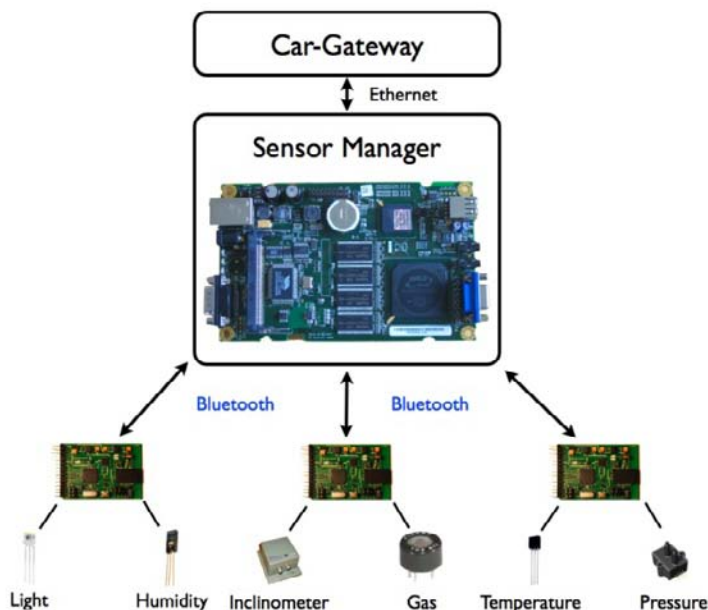 Car-Gateway
Ethernet
Sensor Manager
Bluetooth
Bluetooth
Light
Humidity
Inclinometer
Gas
Temperature
Pressure